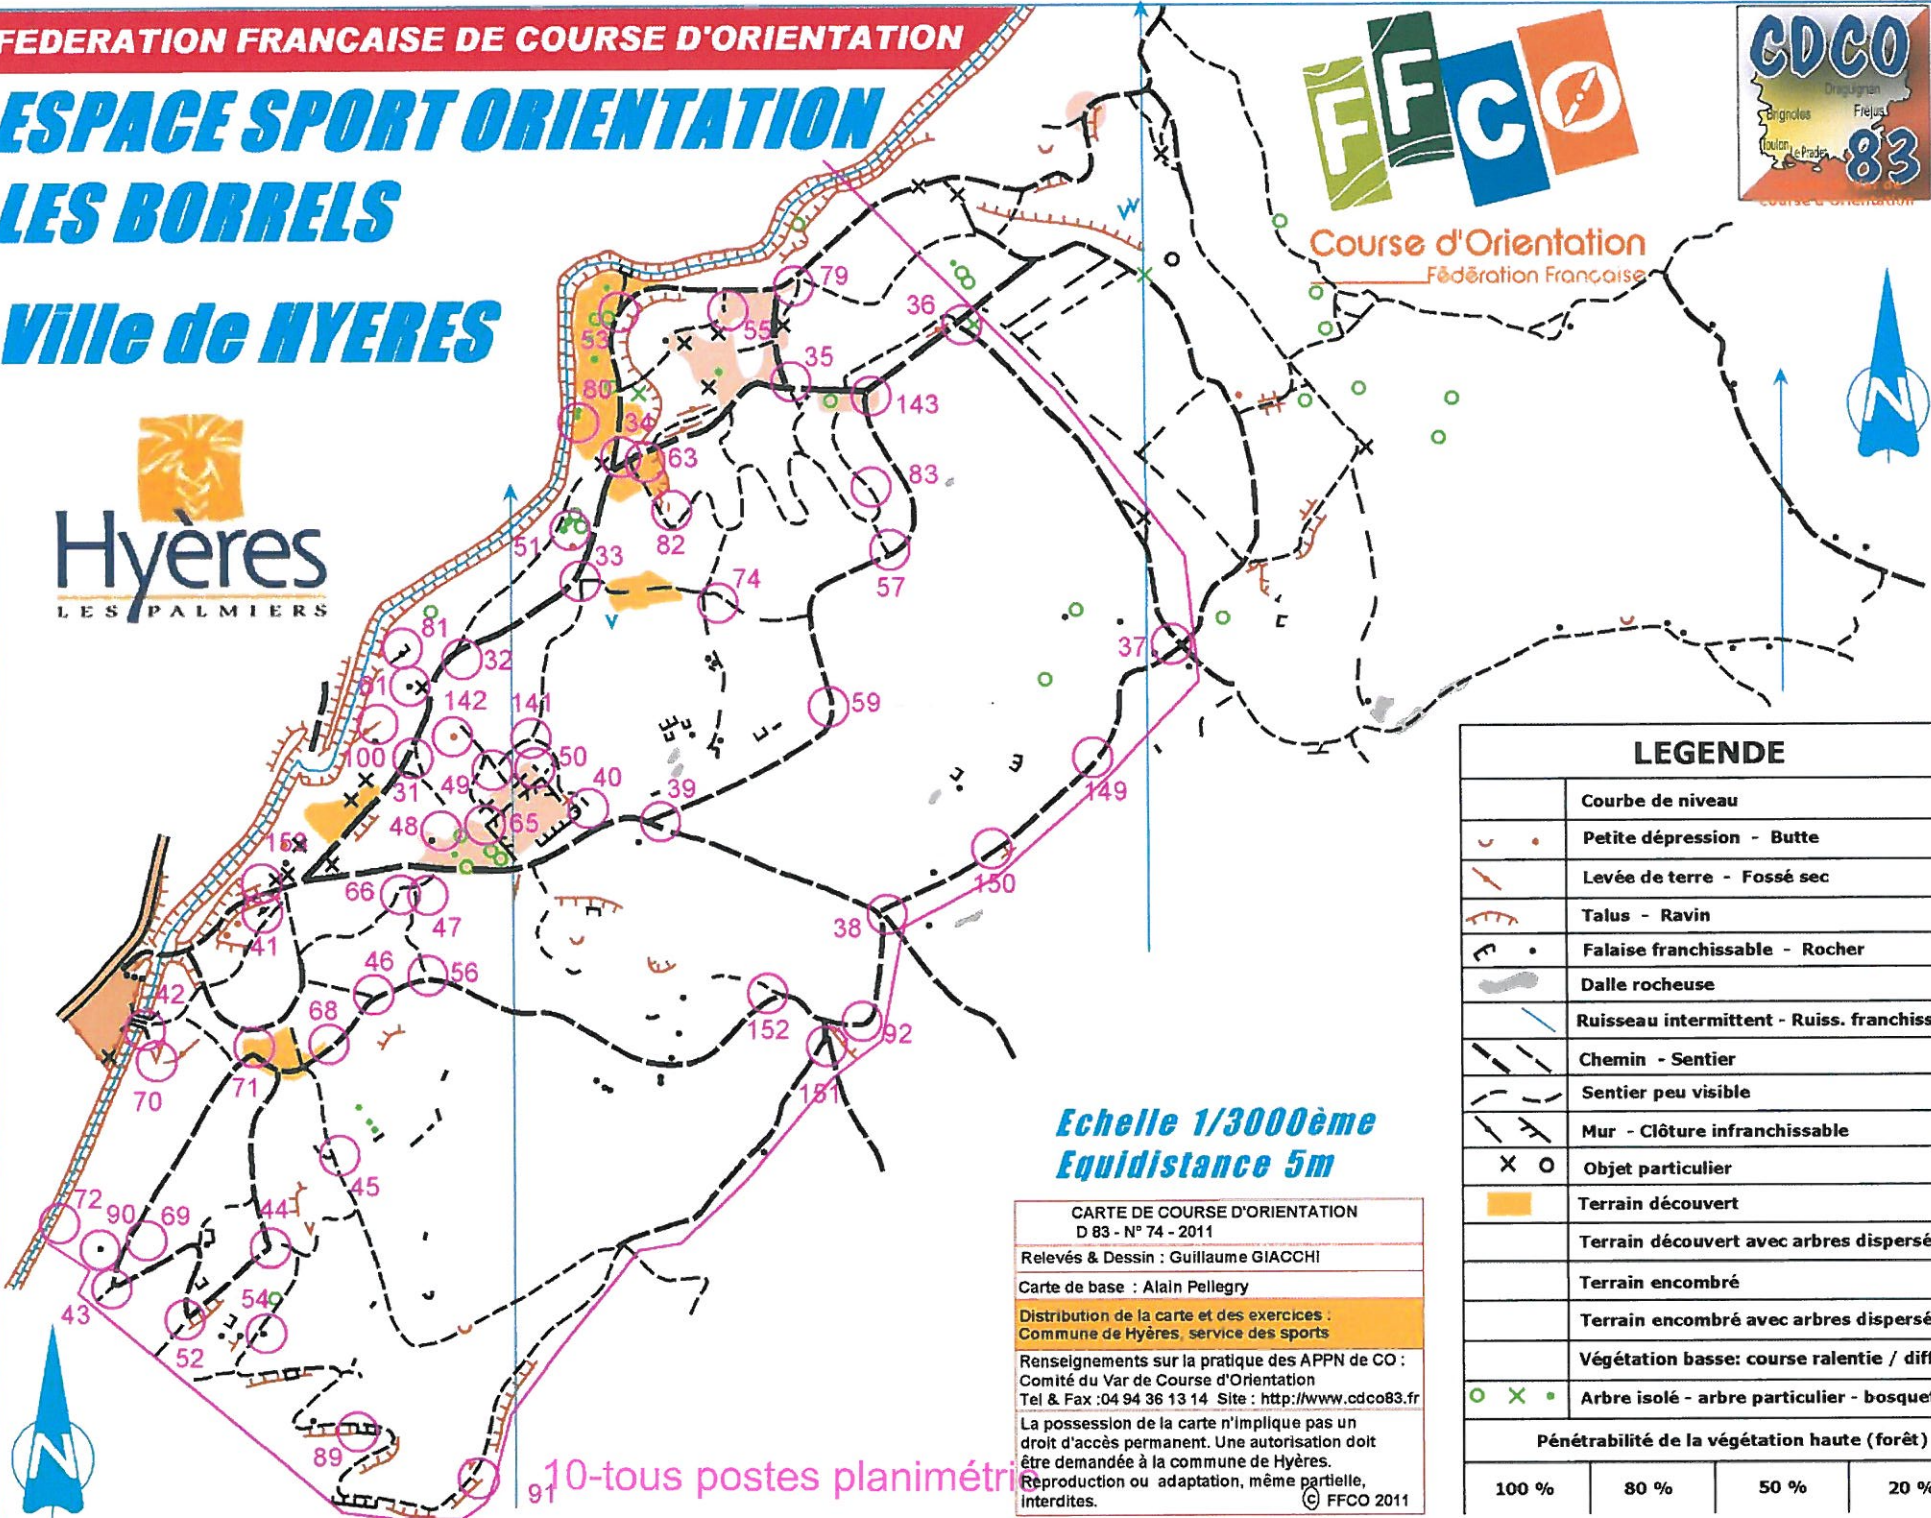 FEDERATION FRANCAISE DE COURSE D'ORIENTATION
ESPACE SPORT ORIENTATION
LES BORRELS
Ville de HYERES
Hyères
LES PALMIERS
FFCO
Course d'Orientation
Fédération Française
CDCO
Draguignan
Brignoles
Fréjus
Toulon
Le Pradet
83
course d'orientation
N
79
36
53
55
35
80
143
34
63
83
51
82
33
57
74
81
32
37
61
142
141
59
100
50
49
40
31
39
149
48
65
153
150
66
47
38
41
46
56
42
68
152
92
71
70
151
45
72
90
69
44
54
43
52
89
91
N
10-tous postes planimétrie
Echelle 1/3000ème
Equidistance 5m
CARTE DE COURSE D'ORIENTATION
D 83 - N° 74 - 2011
Relevés & Dessin : Guillaume GIACCHI
Carte de base : Alain Pellegry
Distribution de la carte et des exercices :
Commune de Hyères, service des sports
Renseignements sur la pratique des APPN de CO :
Comité du Var de Course d'Orientation
Tel & Fax :04 94 36 13 14 Site : http://www.cdco83.fr
La possession de la carte n'implique pas un
droit d'accès permanent. Une autorisation doit
être demandée à la commune de Hyères.
Reproduction ou adaptation, même partielle,
interdites. © FFCO 2011
LEGENDE
Courbe de niveau
Petite dépression - Butte
Levée de terre - Fossé sec
Talus - Ravin
Falaise franchissable - Rocher
Dalle rocheuse
Ruisseau intermittent - Ruiss. franchiss
Chemin - Sentier
Sentier peu visible
Mur - Clôture infranchissable
Objet particulier
Terrain découvert
Terrain découvert avec arbres dispersé
Terrain encombré
Terrain encombré avec arbres dispersé
Végétation basse: course ralentie / diff
Arbre isolé - arbre particulier - bosque
Pénétrabilité de la végétation haute (forêt)
100 % 80 % 50 % 20 %